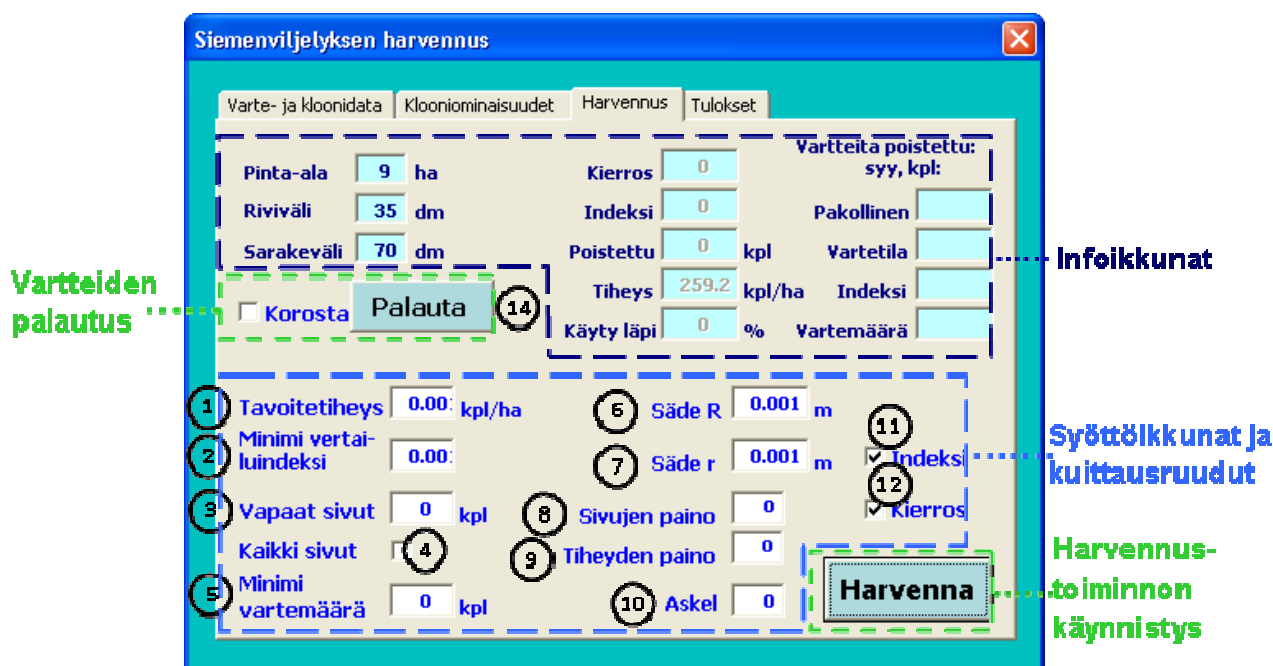 Siemenviljelyksen harvennus
Varte- ja kloonidata
Klooniominaisuudet
Harvennus
Tulokset
Pinta-ala 9 ha
Riviväli 35 dm
Sarakeväli 70 dm
Kierros 0
Indeksi 0
Poistettu 0 kpl
Tiheys 259.2 kpl/ha
Käyty läpi 0 %
Vartteita poistettu:
syy, kpl:
Pakollinen
Vartetila
Indeksi
Vartemäärä
Infoikkunat
Vartteiden
palautus
Korosta
Palauta
14
1 Tavoitetiheys 0.00 kpl/ha
2 Minimi vertai-
luindeksi 0.00
3 Vapaat sivut 0 kpl
Kaikki sivut 4
5 Minimi
vartemäärä 0 kpl
6 Säde R 0.001 m
7 Säde r 0.001 m
8 Sivujen paino 0
9 Tiheyden paino 0
10 Askel 0
11
Indeksi
12
Kierros
Syöttöikkunat ja
kuittausruudut
Harvenna
Harvennus-
toiminnon
käynnistys